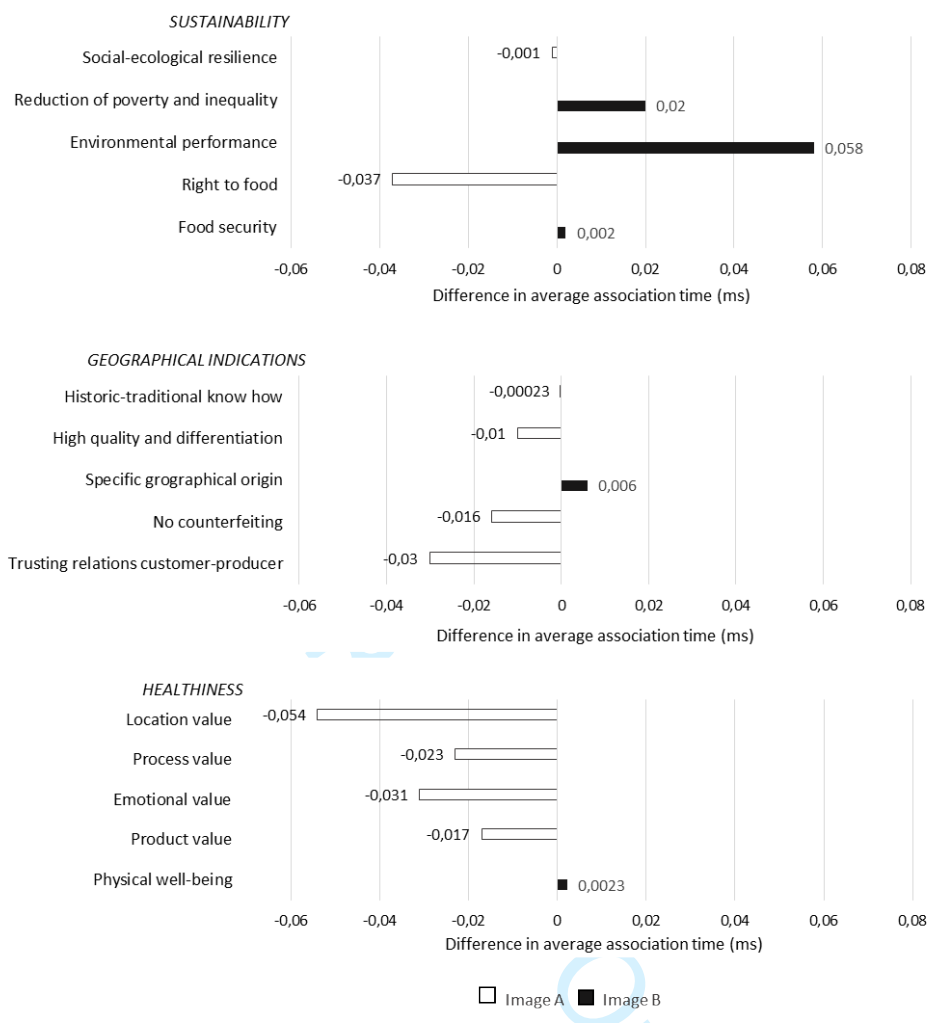 SUSTAINABILITY
Social-ecological resilience
-0,001
Reduction of poverty and inequality
0,02
Environmental performance
0,058
Right to food
-0,037
Food security
0,002
-0,06 -0,04 -0,02 0 0,02 0,04 0,06 0,08
Difference in average association time (ms)
GEOGRAPHICAL INDICATIONS
Historic-traditional know how
-0,00023
High quality and differentiation
-0,01
Specific grographical origin
0,006
No counterfeiting
-0,016
Trusting relations customer-producer
-0,03
-0,06 -0,04 -0,02 0 0,02 0,04 0,06 0,08
Difference in average association time (ms)
HEALTHINESS
Location value
-0,054
Process value
-0,023
Emotional value
-0,031
Product value
-0,017
Physical well-being
0,0023
-0,06 -0,04 -0,02 0 0,02 0,04 0,06 0,08
Difference in average association time (ms)
Image A Image B